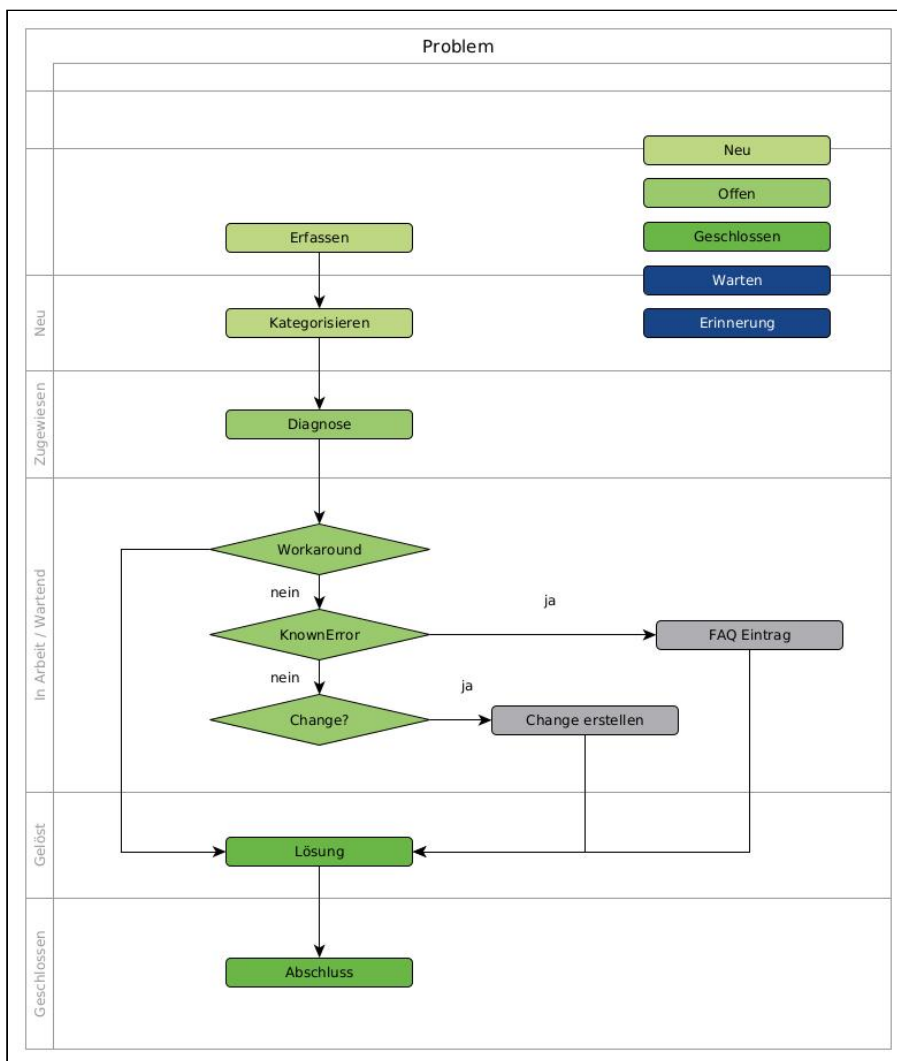 Problem
Neu
Offen
Erfassen
Geschlossen
Warten
Neu
Kategorisieren
Erinnerung
Zugewiesen
Diagnose
In Arbeit / Wartend
Workaround
nein
ja
KnownError
FAQ Eintrag
nein
ja
Change?
Change erstellen
Gelöst
Lösung
Geschlossen
Abschluss